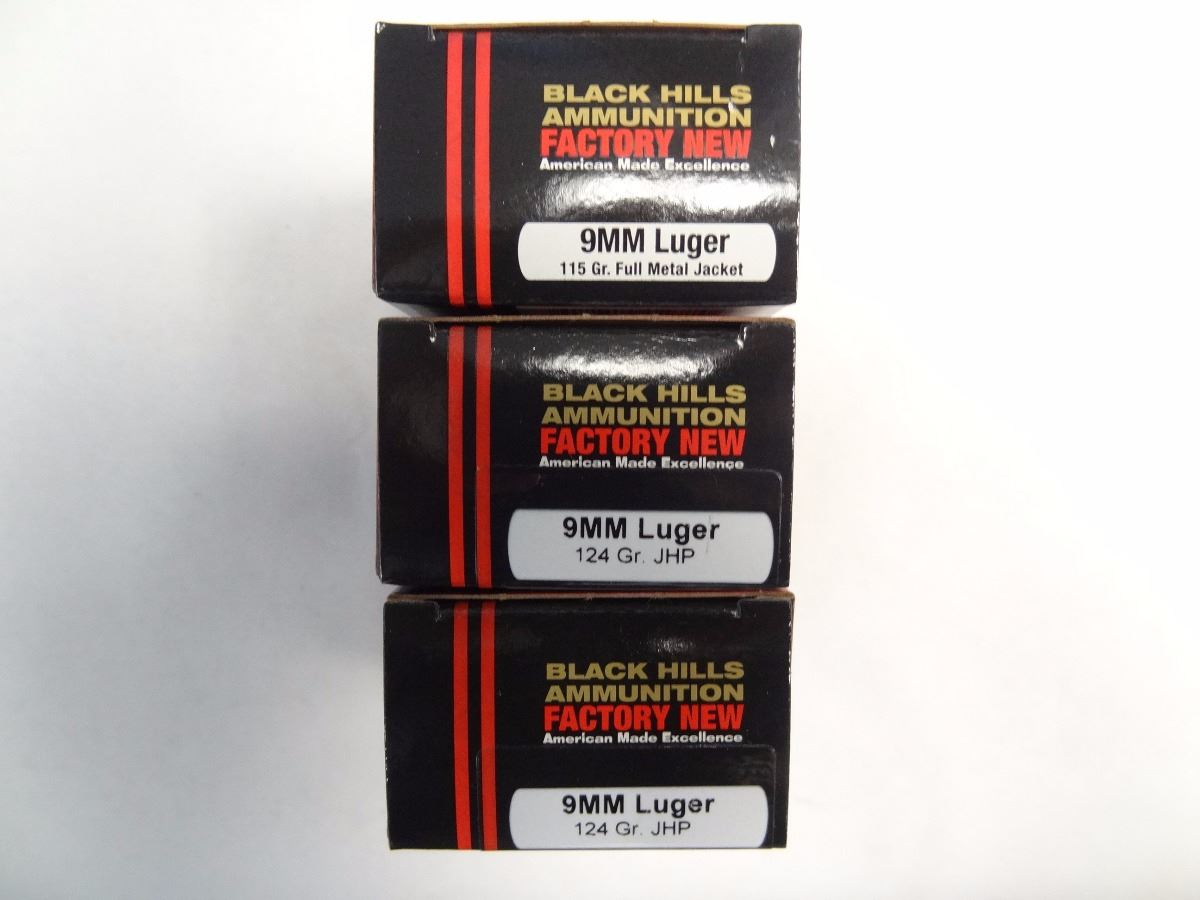 BLACK HILLS
AMMUNITION
FACTORY NEW
American Made Excellence
9MM Luger
115 Gr. Full Metal Jacket
BLACK HILLS
AMMUNITION
FACTORY NEW
American Made Excellence
9MM Luger
124 Gr. JHP
BLACK HILLS
AMMUNITION
FACTORY NEW
American Made Excellence
9MM Luger
124 Gr. JHP